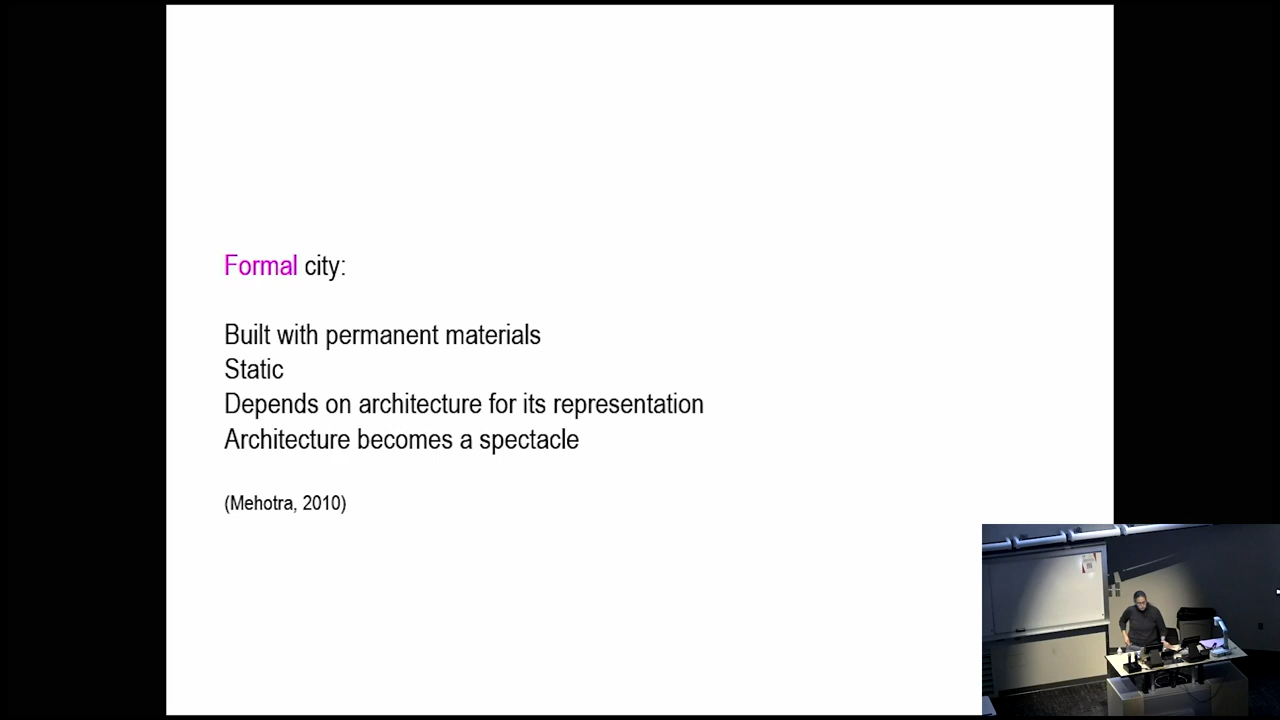 Formal city:
Built with permanent materials
Static
Depends on architecture for its representation
Architecture becomes a spectacle
(Mehotra, 2010)